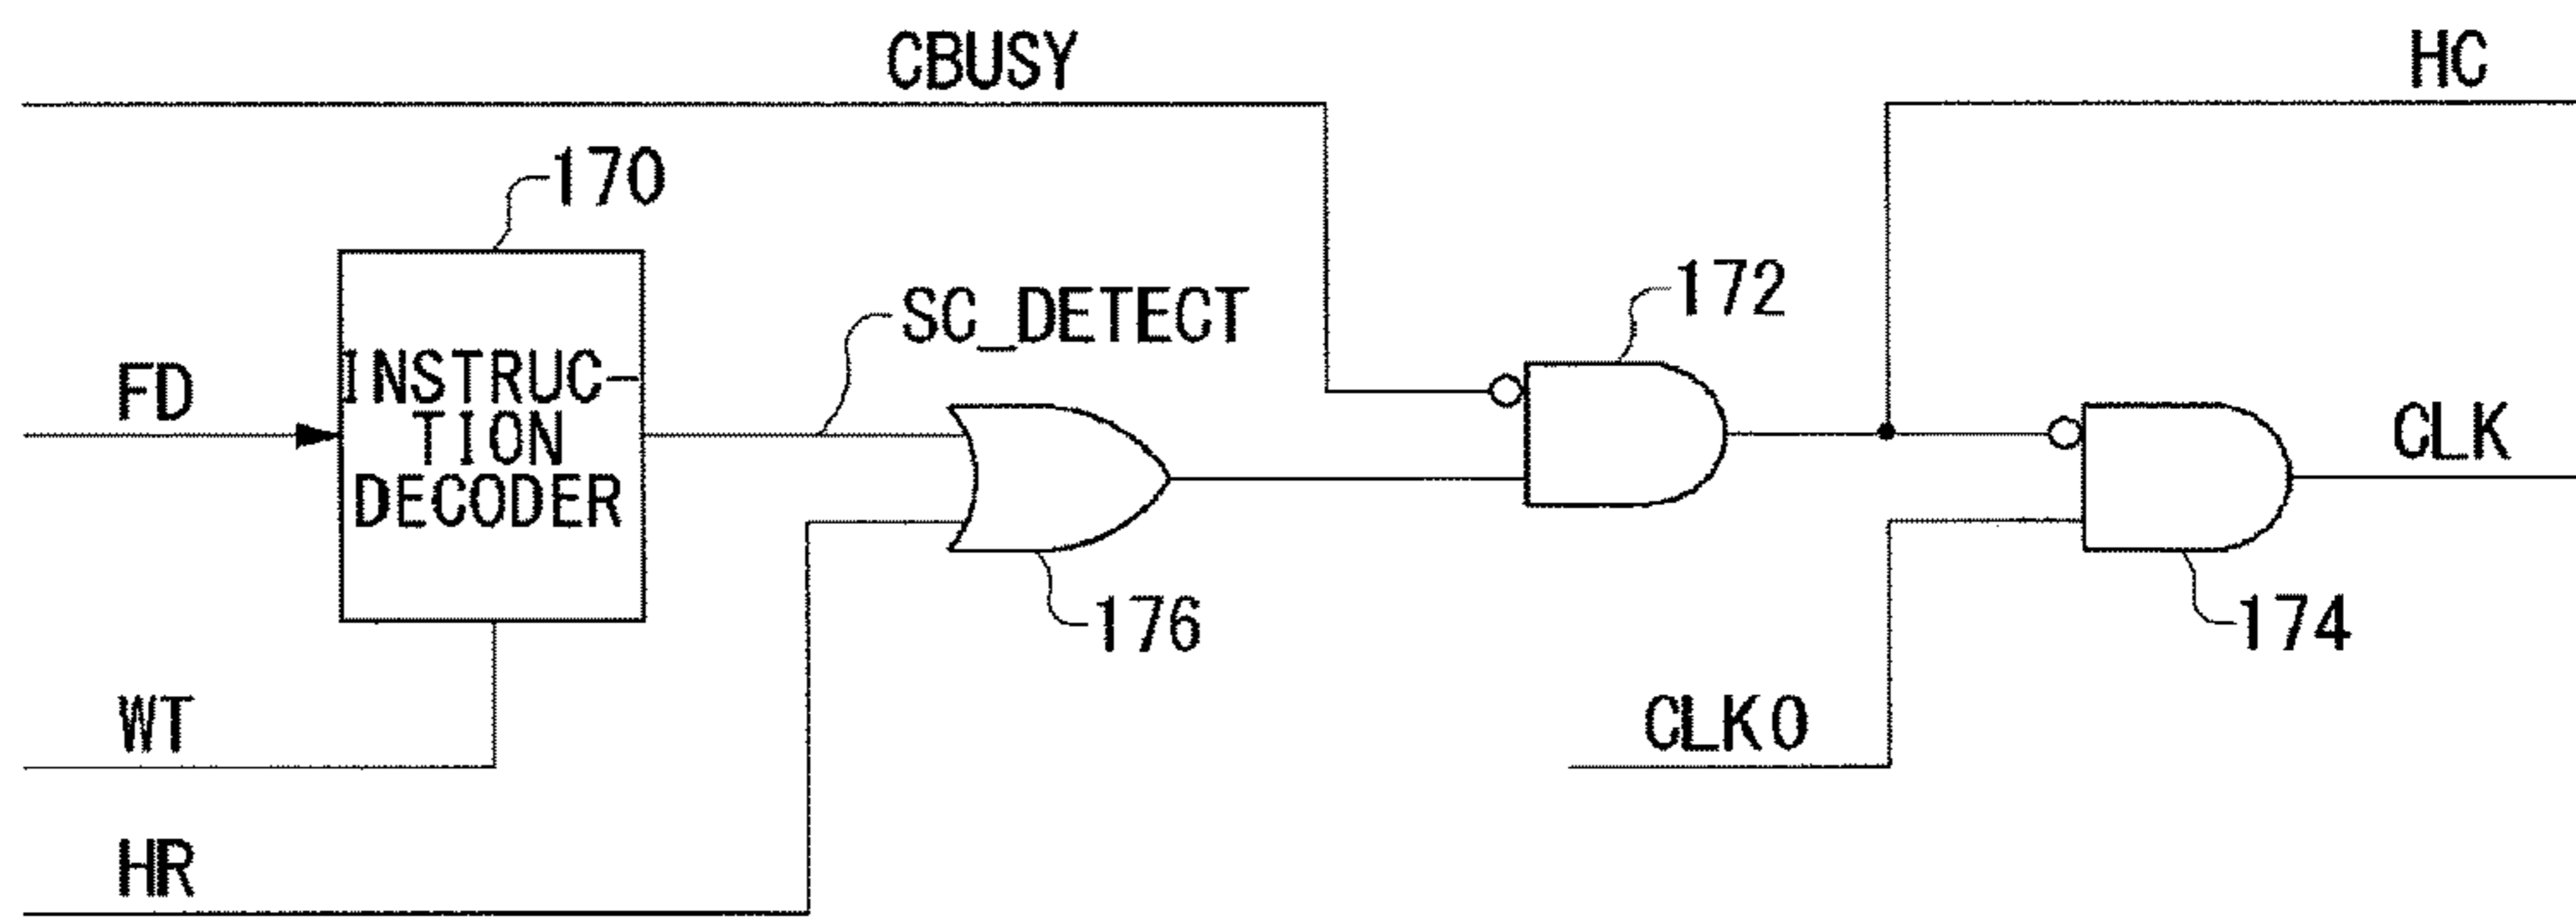 CBUSY
HC
170
SC_DETECT
172
FD
INSTRUC-
TION
DECODER
CLK
176
174
WT
CLK0
HR